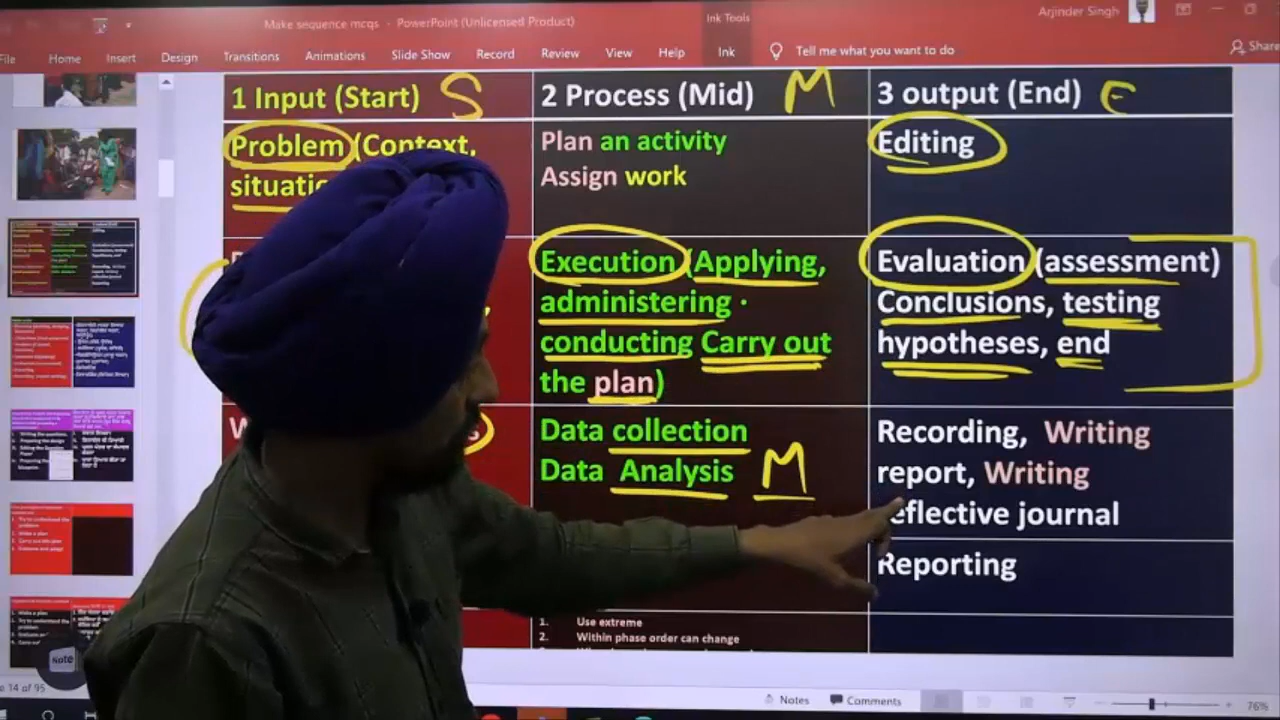 Make sequence mcqs - PowerPoint (Unlicensed Product)
Ink Tools
Arjinder Singh
File
Home
Insert
Design
Transitions
Animations
Slide Show
Record
Review
View
Help
Ink
Tell me what you want to do
Share
1 Input (Start) S
2 Process (Mid) M
3 output (End) E
Problem (Context,
Plan an activity
Assign work
Editing
Execution (Applying,
administering ·
conducting Carry out
the plan)
Evaluation (assessment)
Conclusions, testing
hypotheses, end
Data collection
Data Analysis M
Recording, Writing
report, Writing
reflective journal
Reporting
1. Use extreme
2. Within phase order can change
Note
14 of 95
Notes
Comments
76%